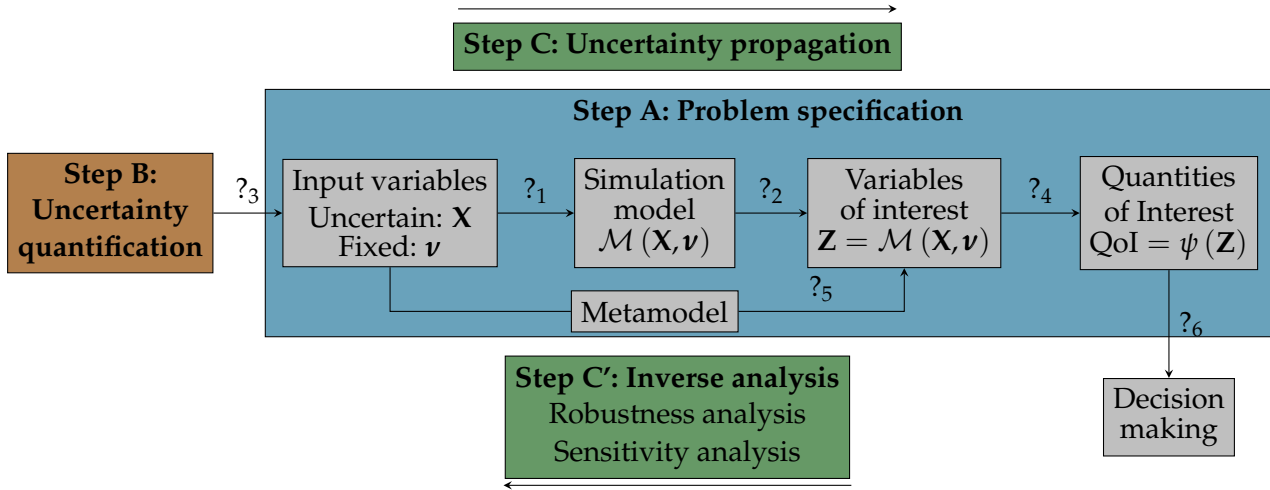 Step C: Uncertainty propagation
Step A: Problem specification
Step B:
Uncertainty
quantification
?₃
Input variables
Uncertain: X
Fixed: ν
?₁
Simulation
model
ℳ (X, ν)
?₂
Variables
of interest
Z = ℳ (X, ν)
?₄
Quantities
of Interest
QoI = ψ (Z)
Metamodel
?₅
?₆
Step C’: Inverse analysis
Robustness analysis
Sensitivity analysis
Decision
making